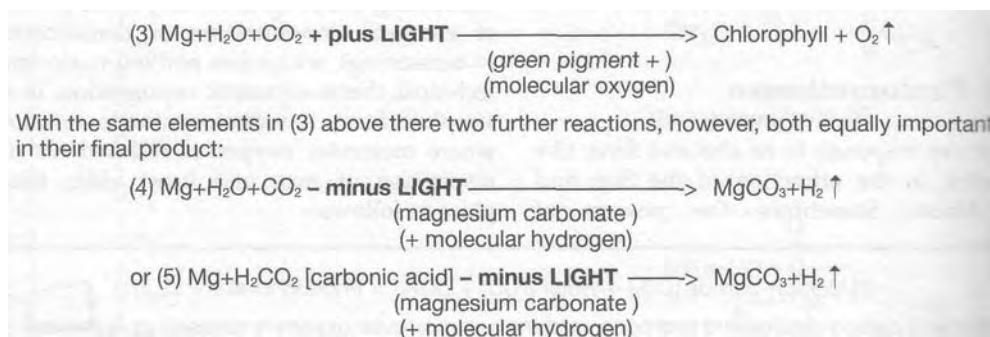 (3) Mg+H₂O+CO₂ + plus LIGHT ————> Chlorophyll + O₂↑
(green pigment + )
(molecular oxygen)
With the same elements in (3) above there two further reactions, however, both equally important
in their final product:
(4) Mg+H₂O+CO₂ – minus LIGHT————> MgCO₃+H₂↑
(magnesium carbonate )
(+ molecular hydrogen)
or (5) Mg+H₂CO₂ [carbonic acid] – minus LIGHT ————> MgCO₃+H₂↑
(magnesium carbonate )
(+ molecular hydrogen)